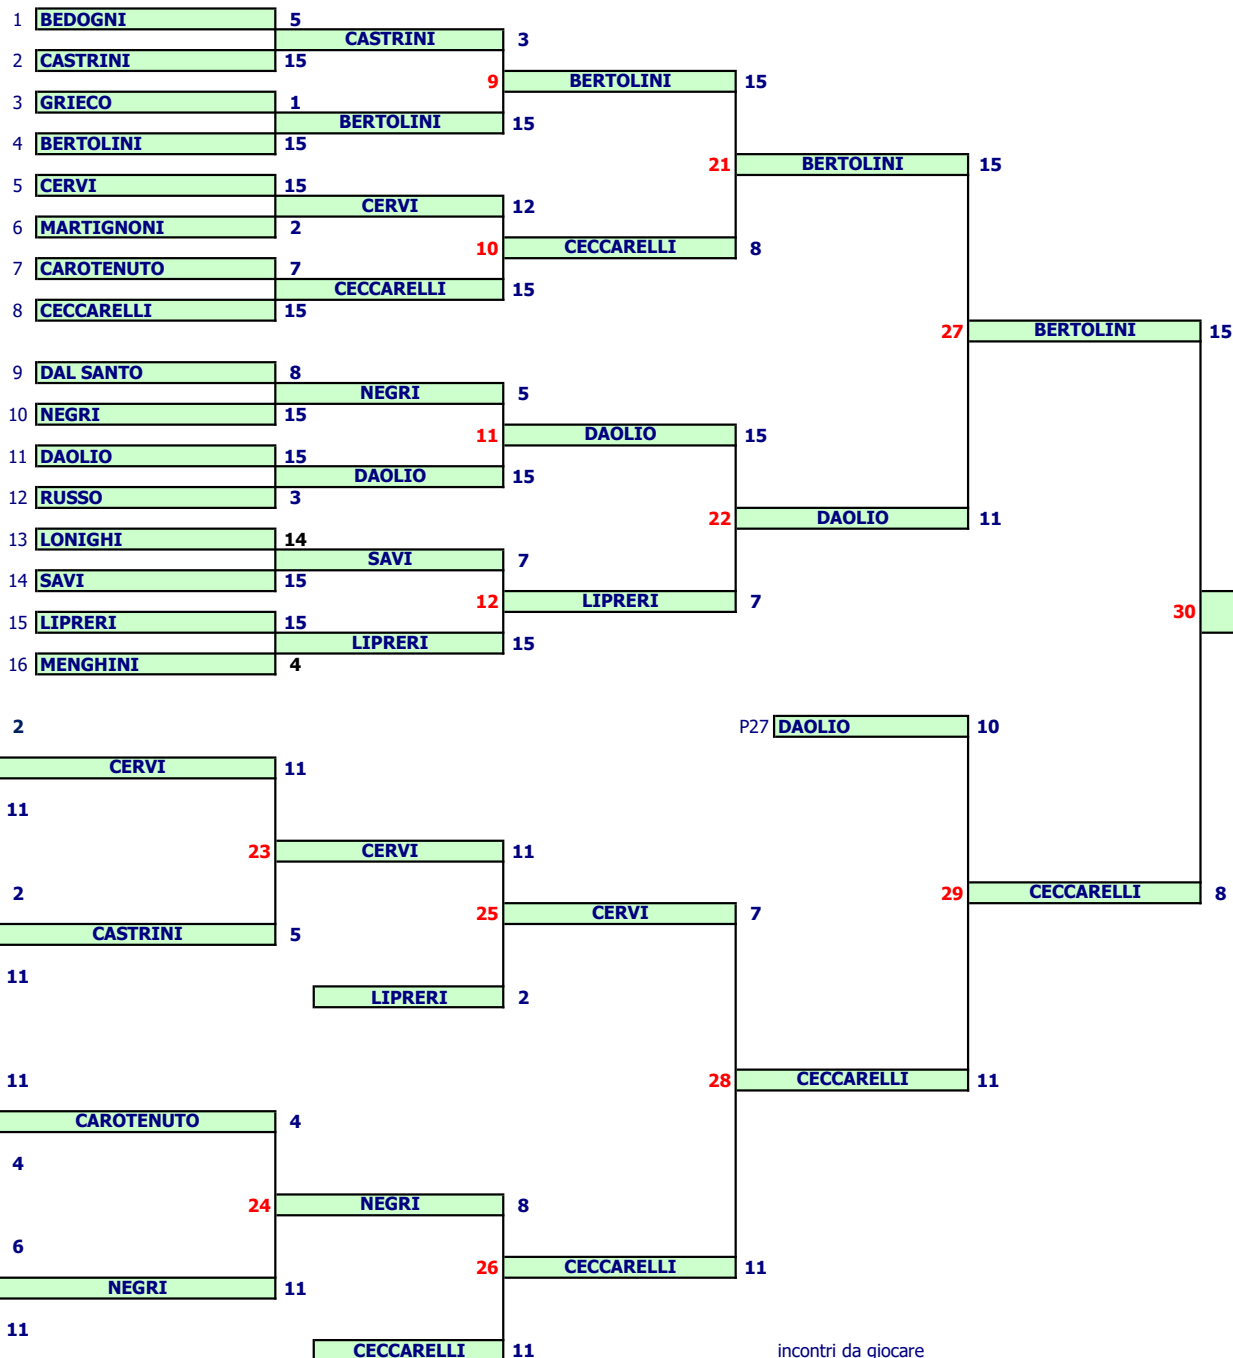 1 BEDOGNI 5
CASTRINI 3
2 CASTRINI 15
9 BERTOLINI 15
3 GRIECO 1
BERTOLINI 15
4 BERTOLINI 15
21 BERTOLINI 15
5 CERVI 15
CERVI 12
6 MARTIGNONI 2
10 CECCARELLI 8
7 CAROTENUTO 7
CECCARELLI 15
8 CECCARELLI 15
27 BERTOLINI 15
9 DAL SANTO 8
NEGRI 5
10 NEGRI 15
11 DAOLIO 15
11 DAOLIO 15
DAOLIO 15
12 RUSSO 3
22 DAOLIO 11
13 LONIGHI 14
SAVI 7
14 SAVI 15
12 LIPRERI 7
15 LIPRERI 15
30
LIPRERI 15
16 MENGHINI 4
2 P27 DAOLIO 10
CERVI 11
11
23 CERVI 11
2 29 CECCARELLI 8
25 CERVI 7
CASTRINI 5
11
LIPRERI 2
11 28 CECCARELLI 11
CAROTENUTO 4
4
24 NEGRI 8
6
26 CECCARELLI 11
NEGRI 11
11
CECCARELLI 11 incontri da giocare